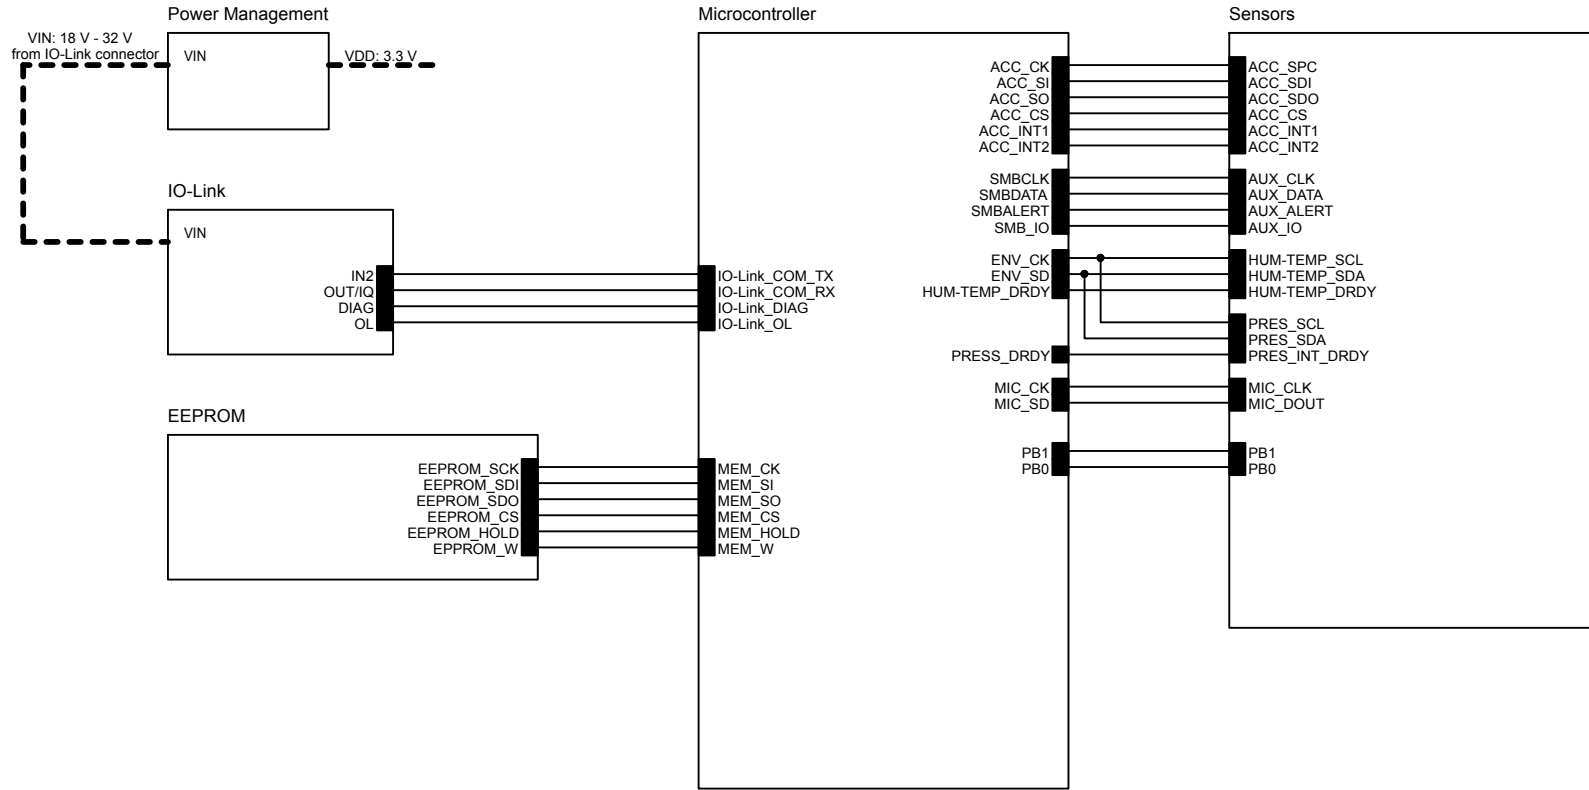 Power Management
VIN: 18 V - 32 V
from IO-Link connector
VIN
VDD: 3.3 V
IO-Link
VIN
IN2
OUT/IQ
DIAG
OL
EEPROM
EEPROM_SCK
EEPROM_SDI
EEPROM_SDO
EEPROM_CS
EEPROM_HOLD
EPPROM_W
Microcontroller
IO-Link_COM_TX
IO-Link_COM_RX
IO-Link_DIAG
IO-Link_OL
MEM_CK
MEM_SI
MEM_SO
MEM_CS
MEM_HOLD
MEM_W
ACC_CK
ACC_SI
ACC_SO
ACC_CS
ACC_INT1
ACC_INT2
SMBCLK
SMBDATA
SMBALERT
SMB_IO
ENV_CK
ENV_SD
HUM-TEMP_DRDY
PRESS_DRDY
MIC_CK
MIC_SD
PB1
PB0
Sensors
ACC_SPC
ACC_SDI
ACC_SDO
ACC_CS
ACC_INT1
ACC_INT2
AUX_CLK
AUX_DATA
AUX_ALERT
AUX_IO
HUM-TEMP_SCL
HUM-TEMP_SDA
HUM-TEMP_DRDY
PRES_SCL
PRES_SDA
PRES_INT_DRDY
MIC_CLK
MIC_DOUT
PB1
PB0